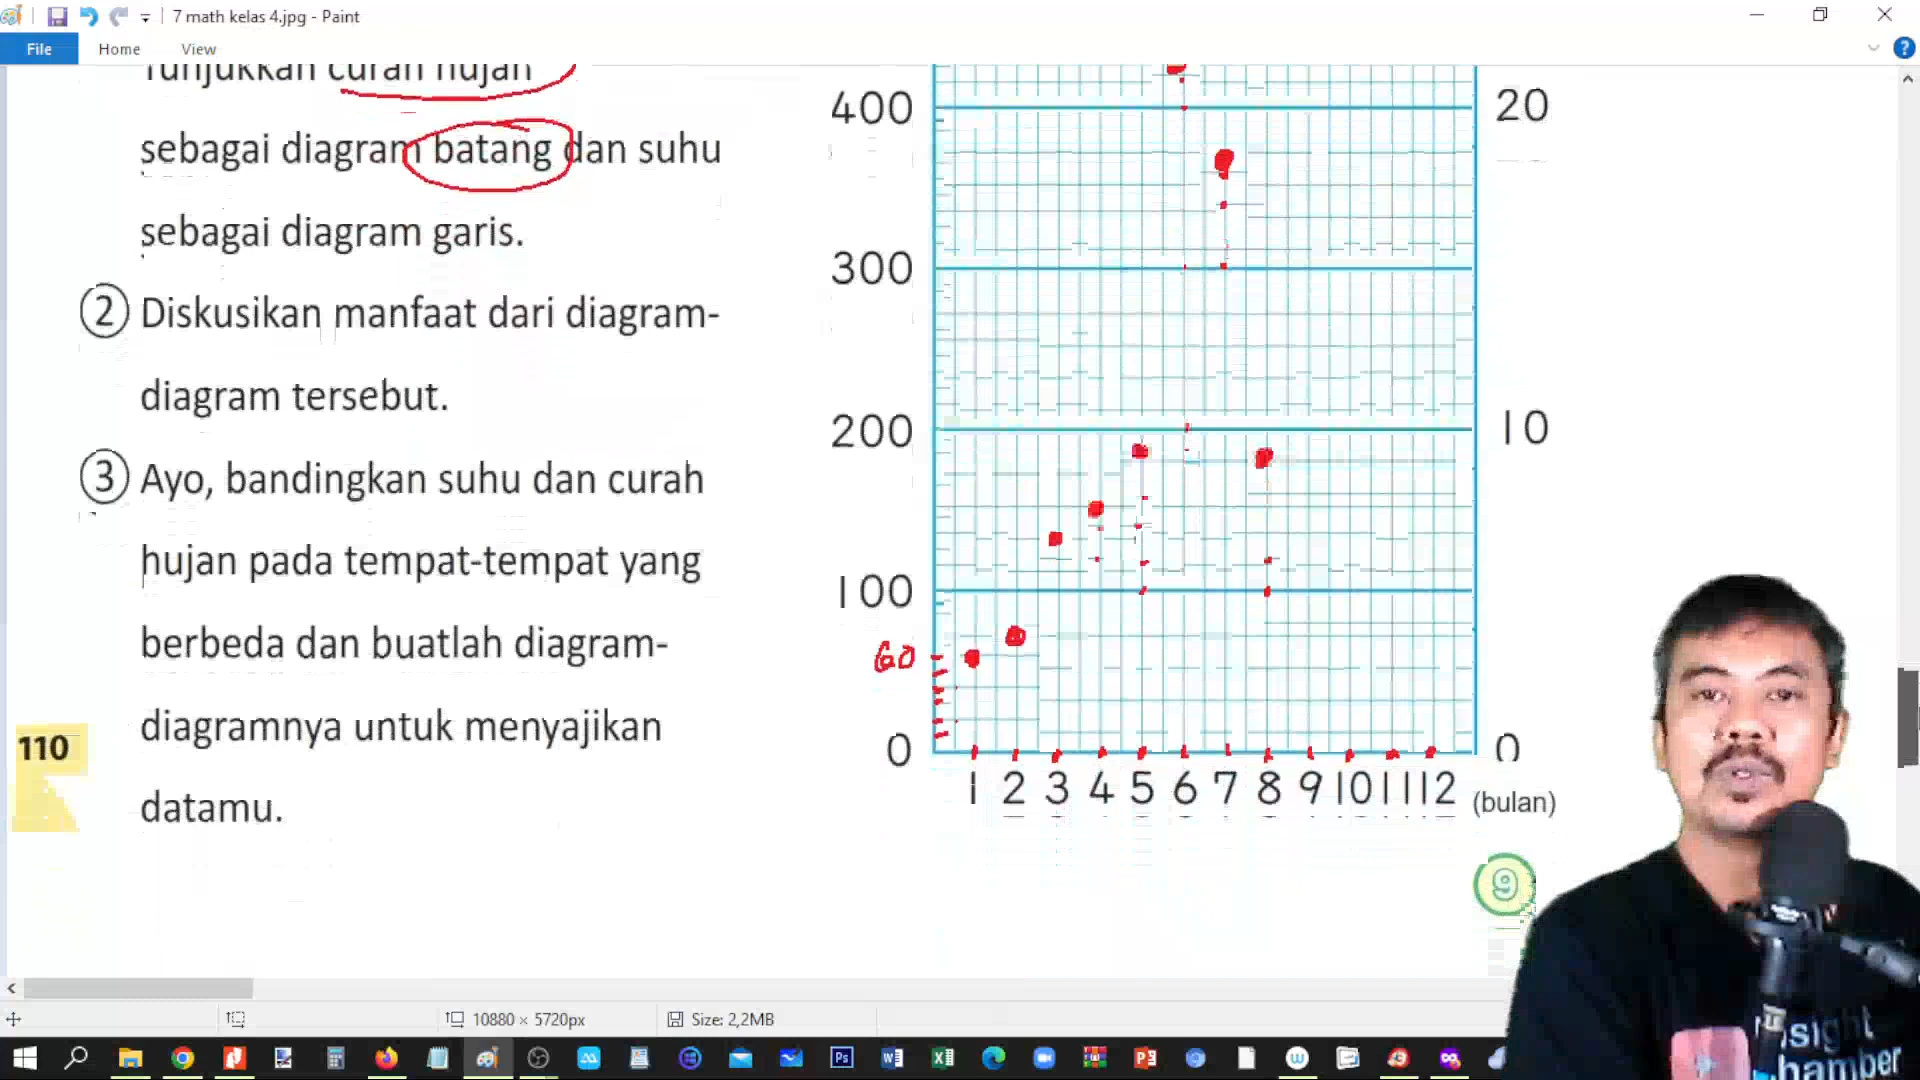 7 math kelas 4.jpg - Paint
File Home View
Tunjukkan curah hujan
sebagai diagram batang dan suhu
sebagai diagram garis.
2 Diskusikan manfaat dari diagram-
diagram tersebut.
3 Ayo, bandingkan suhu dan curah
hujan pada tempat-tempat yang
berbeda dan buatlah diagram-
diagramnya untuk menyajikan
datamu.
110
400 20
300
200 10
100
60
0 0
1 2 3 4 5 6 7 8 9 10 11 12 (bulan)
9
10880 × 5720px Size: 2,2MB